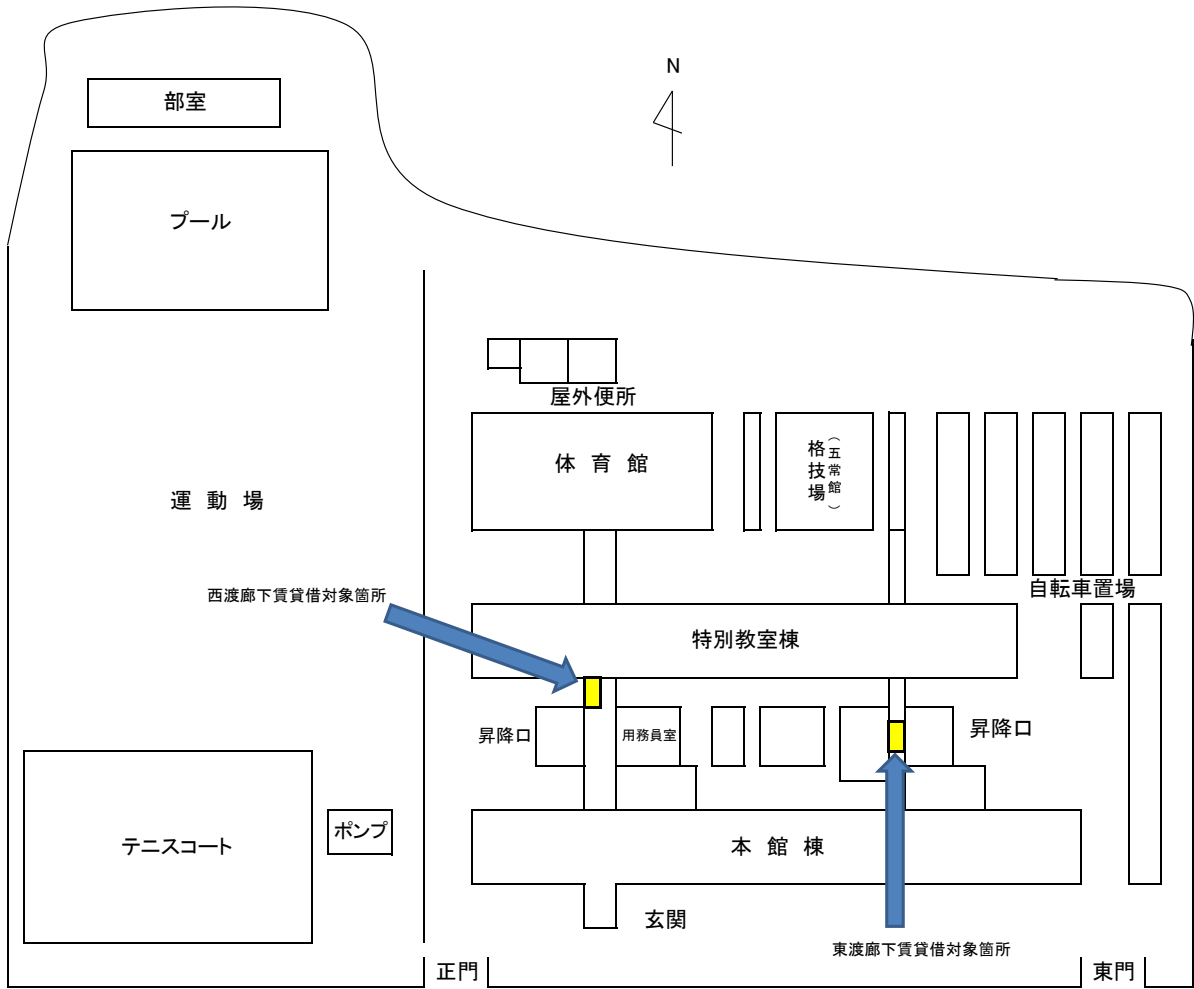 N
部室
プール
屋外便所
体 育 館
格技場
（五常館）
運 動 場
自転車置場
西渡廊下賃貸借対象箇所
特別教室棟
昇降口
用務員室
昇降口
ポンプ
テニスコート
本 館 棟
玄関
東渡廊下賃貸借対象箇所
正門
東門